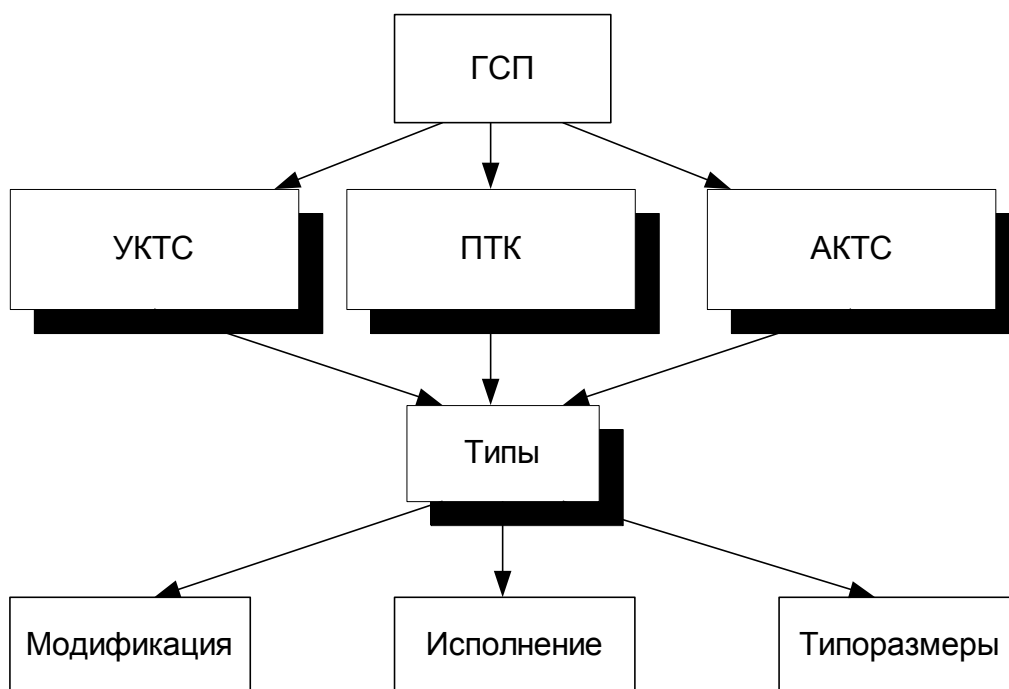 ГСП
УКТС
ПТК
АКТС
Типы
Модификация
Исполнение
Типоразмеры